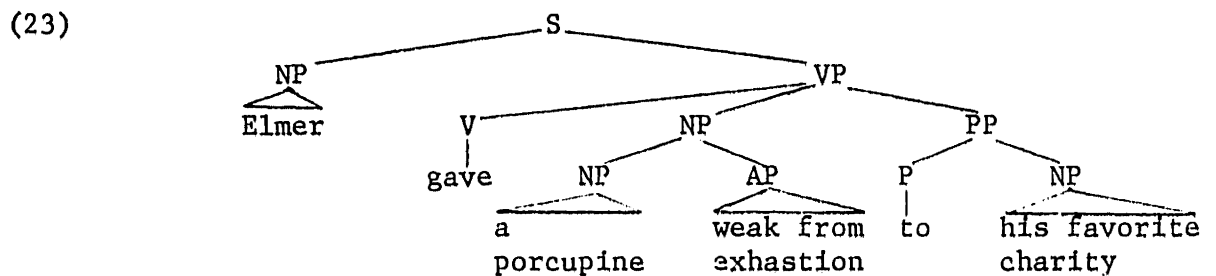 (23) S
NP VP
Elmer V NP PP
gave NP AP P NP
a weak from to his favorite
porcupine exhastion charity